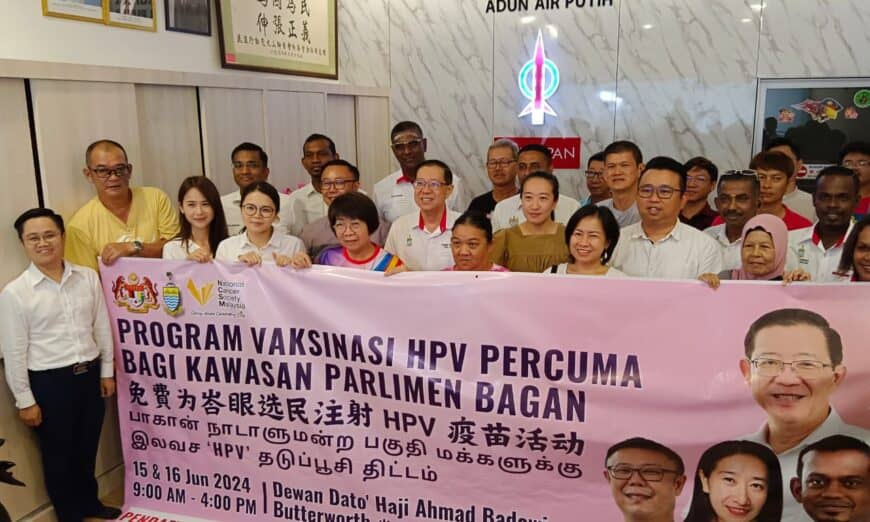 ADUN AIR PUTIH
National
Cancer
Society
Malaysia
PROGRAM VAKSINASI HPV PERCUMA
BAGI KAWASAN PARLIMEN BAGAN
免費为峇眼选民注射 HPV 疫苗活动
பாகான் நாடாளுமன்ற பகுதி மக்களுக்கு
இலவச 'HPV' தடுப்பூசி திட்டம்
15 & 16 Jun 2024
9:00 AM - 4:00 PM
Dewan Dato' Haji Ahmad Badawi
Butterworth